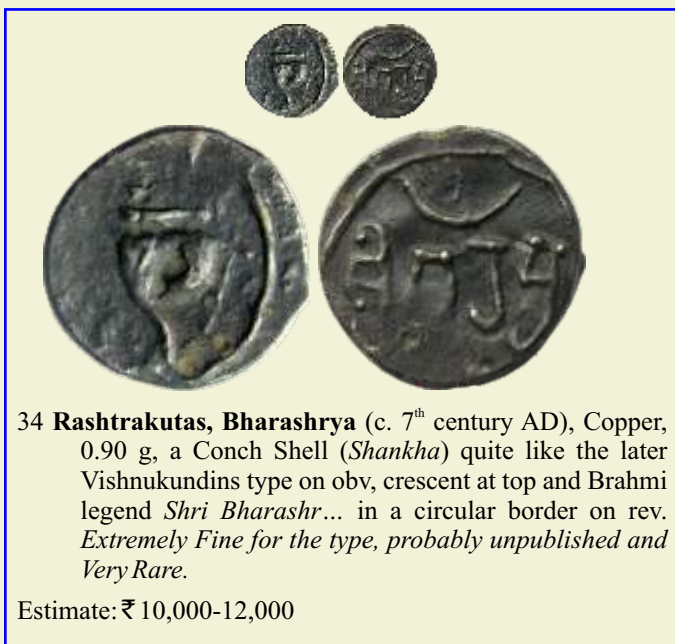 34 Rashtrakutas, Bharashrya (c. 7th century AD), Copper,
0.90 g, a Conch Shell (Shankha) quite like the later
Vishnukundins type on obv, crescent at top and Brahmi
legend Shri Bharashr... in a circular border on rev.
Extremely Fine for the type, probably unpublished and
Very Rare.
Estimate: ₹ 10,000-12,000